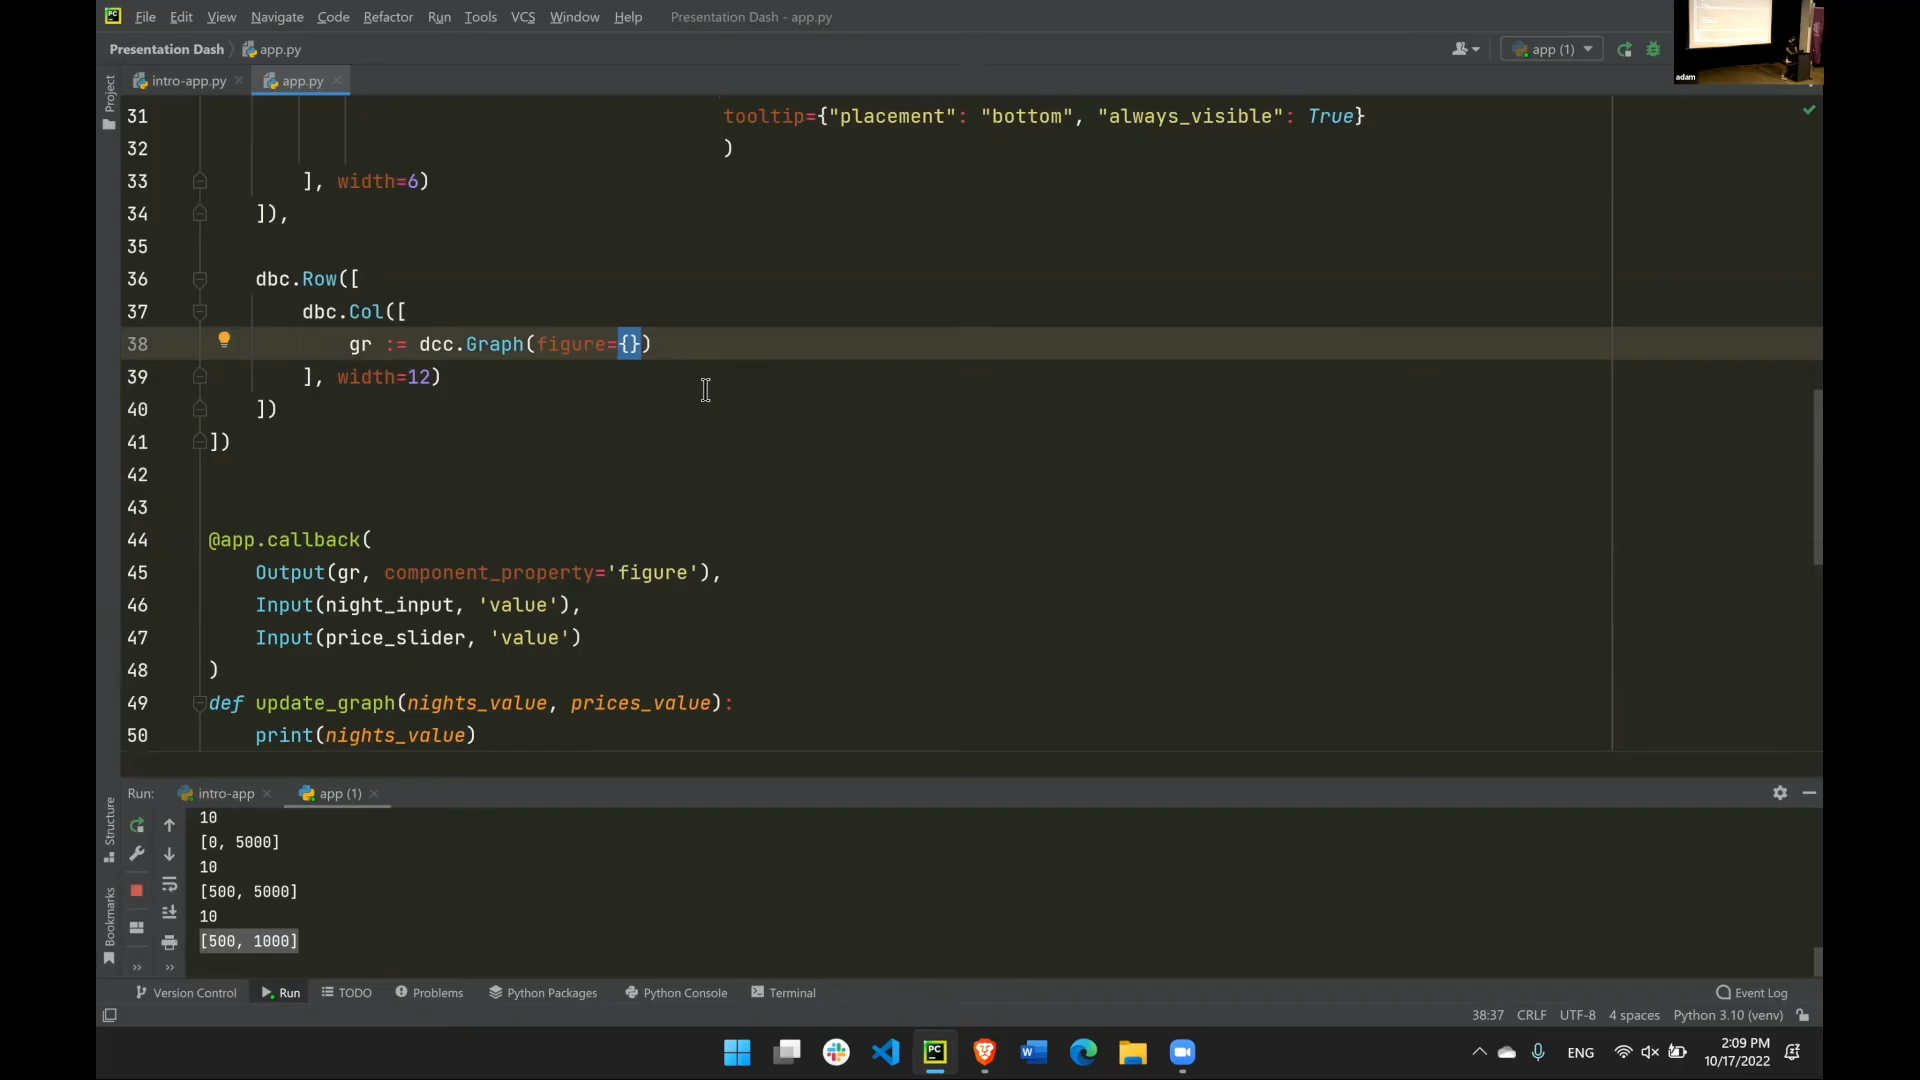 File Edit View Navigate Code Refactor Run Tools VCS Window Help Presentation Dash - app.py
Presentation Dash app.py app (1)
adam
Project
intro-app.py app.py
31 tooltip={"placement": "bottom", "always_visible": True}
32 )
33 ], width=6)
34 ]),
35
36 dbc.Row([
37 dbc.Col([
38 gr := dcc.Graph(figure={})
39 ], width=12)
40 ])
41 ])
42
43
44 @app.callback(
45 Output(gr, component_property='figure'),
46 Input(night_input, 'value'),
47 Input(price_slider, 'value')
48 )
49 def update_graph(nights_value, prices_value):
50 print(nights_value)
Run: intro-app app (1)
Structure
Bookmarks
10
[0, 5000]
10
[500, 5000]
10
[500, 1000]
Version Control Run TODO Problems Python Packages Python Console Terminal Event Log
38:37 CRLF UTF-8 4 spaces Python 3.10 (venv)
PC W ENG 2:09 PM
10/17/2022